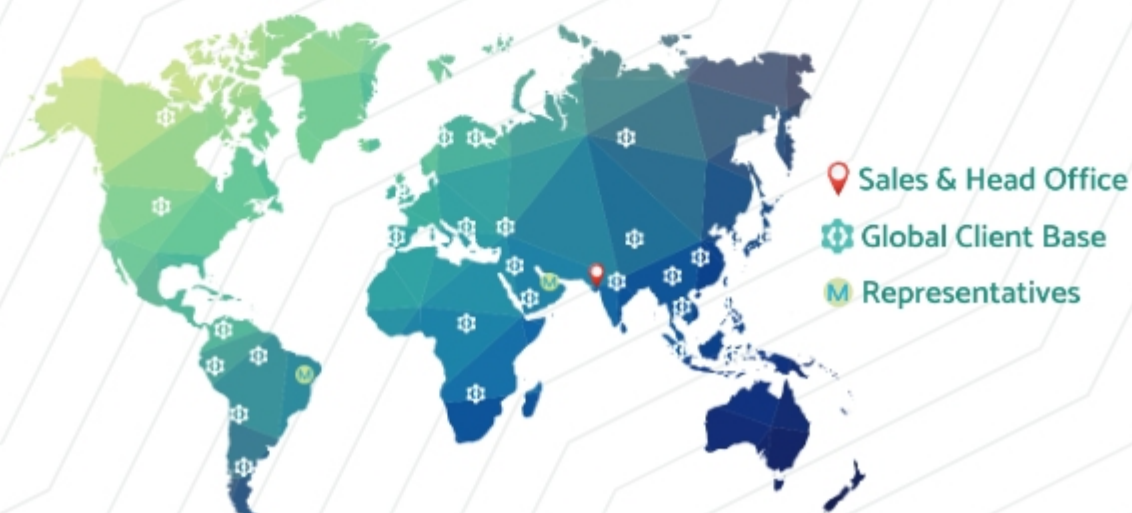 Sales & Head Office
Global Client Base
M Representatives
M
M